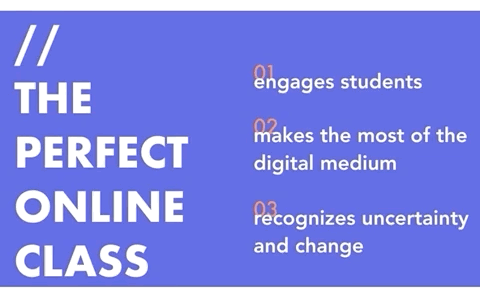 //
THE
PERFECT
ONLINE
CLASS
01
engages students
02
makes the most of the
digital medium
03
recognizes uncertainty
and change